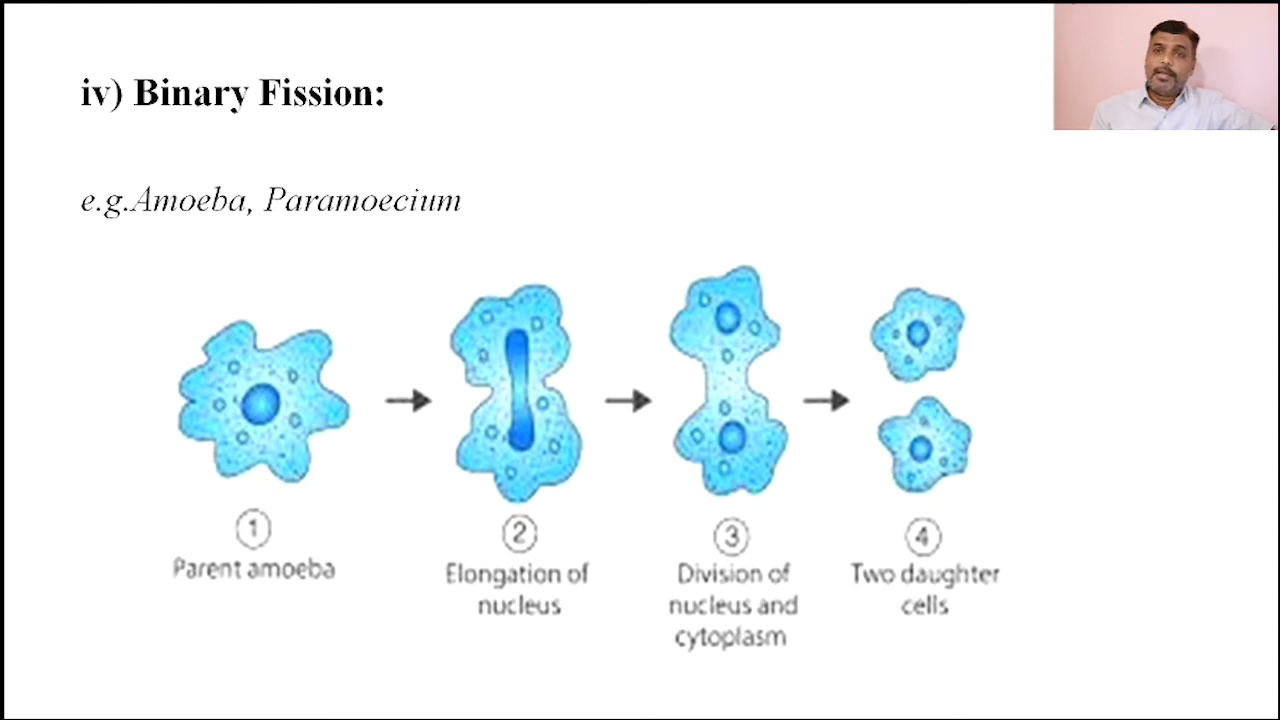 iv) Binary Fission:
e.g.Amoeba, Paramoecium
1
Parent amoeba
2
Elongation of
nucleus
3
Division of
nucleus and
cytoplasm
4
Two daughter
cells